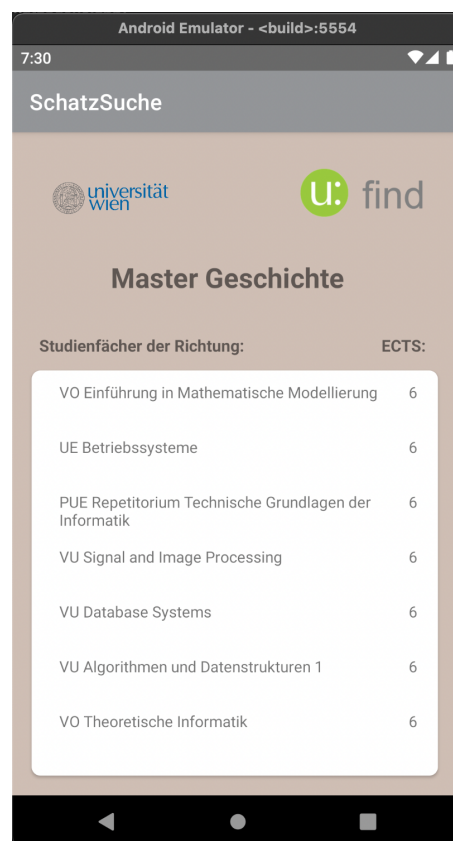 Android Emulator - <build>:5554
7:30
SchatzSuche
universität
wien
u: find
Master Geschichte
Studienfächer der Richtung: ECTS:
VO Einführung in Mathematische Modellierung 6
UE Betriebssysteme 6
PUE Repetitorium Technische Grundlagen der 6
Informatik
VU Signal and Image Processing 6
VU Database Systems 6
VU Algorithmen und Datenstrukturen 1 6
VO Theoretische Informatik 6